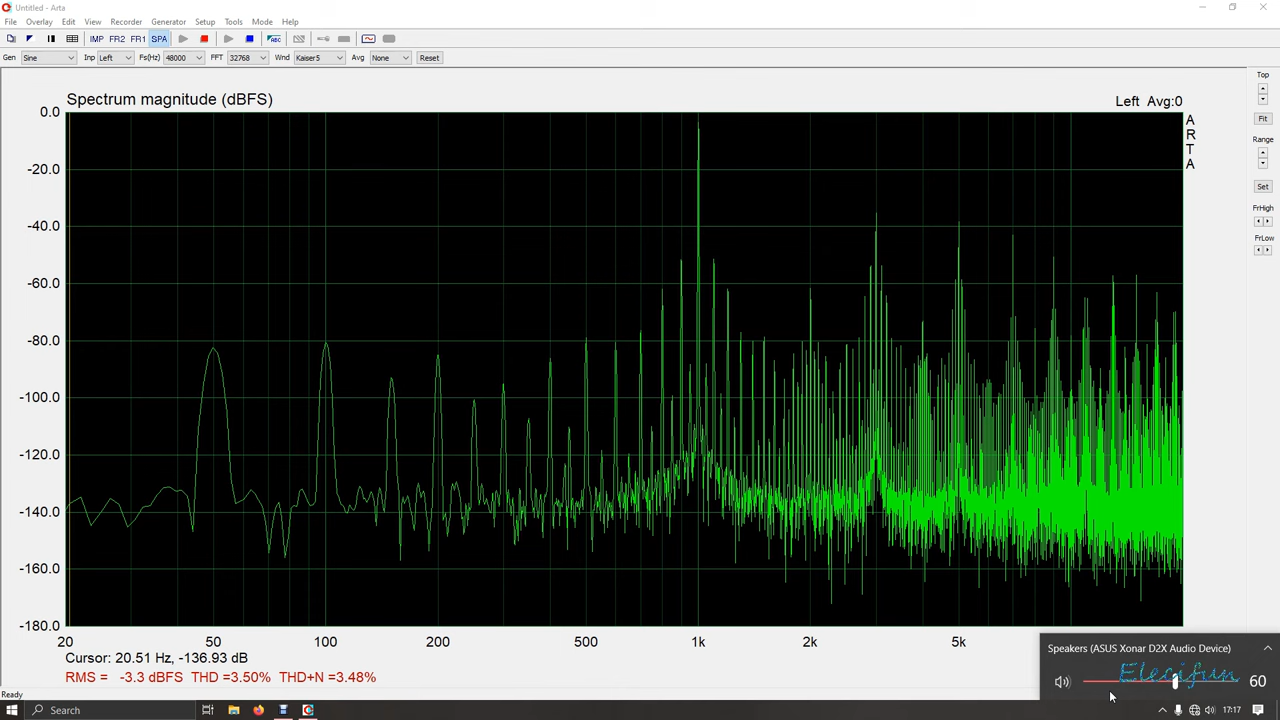 Untitled - Arta
File Overlay Edit View Recorder Generator Setup Tools Mode Help
IMP FR2 FR1 SPA ABC
Gen Sine Inp Left Fs(Hz) 48000 FFT 32768 Wnd Kaiser5 Avg None Reset
Spectrum magnitude (dBFS)
Left Avg:0
A
R
T
A
Top
Fit
Range
Set
FrHigh
FrLow
0.0
-20.0
-40.0
-60.0
-80.0
-100.0
-120.0
-140.0
-160.0
-180.0
20 50 100 200 500 1k 2k 5k
Cursor: 20.51 Hz, -136.93 dB
RMS = -3.3 dBFS THD =3.50% THD+N =3.48%
Speakers (ASUS Xonar D2X Audio Device)
Elecifun
60
Ready
Search
17:17